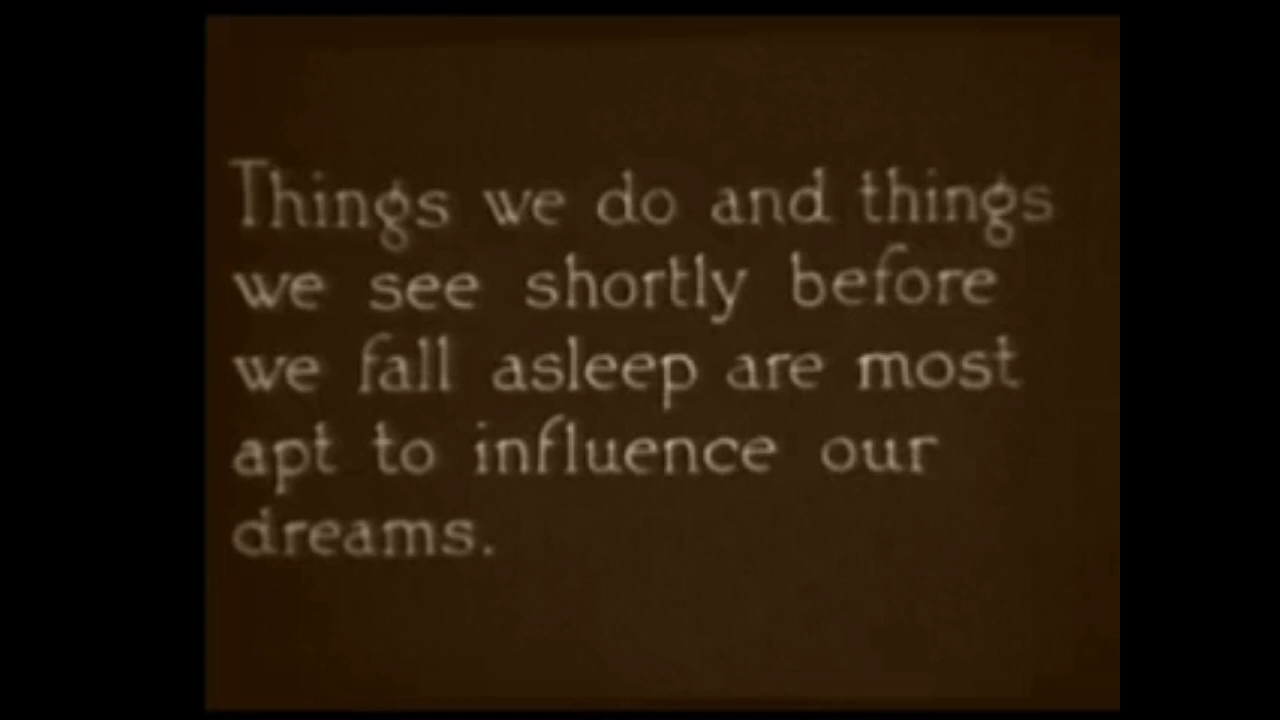 Things we do and things
we see shortly before
we fall asleep are most
apt to influence our
dreams.